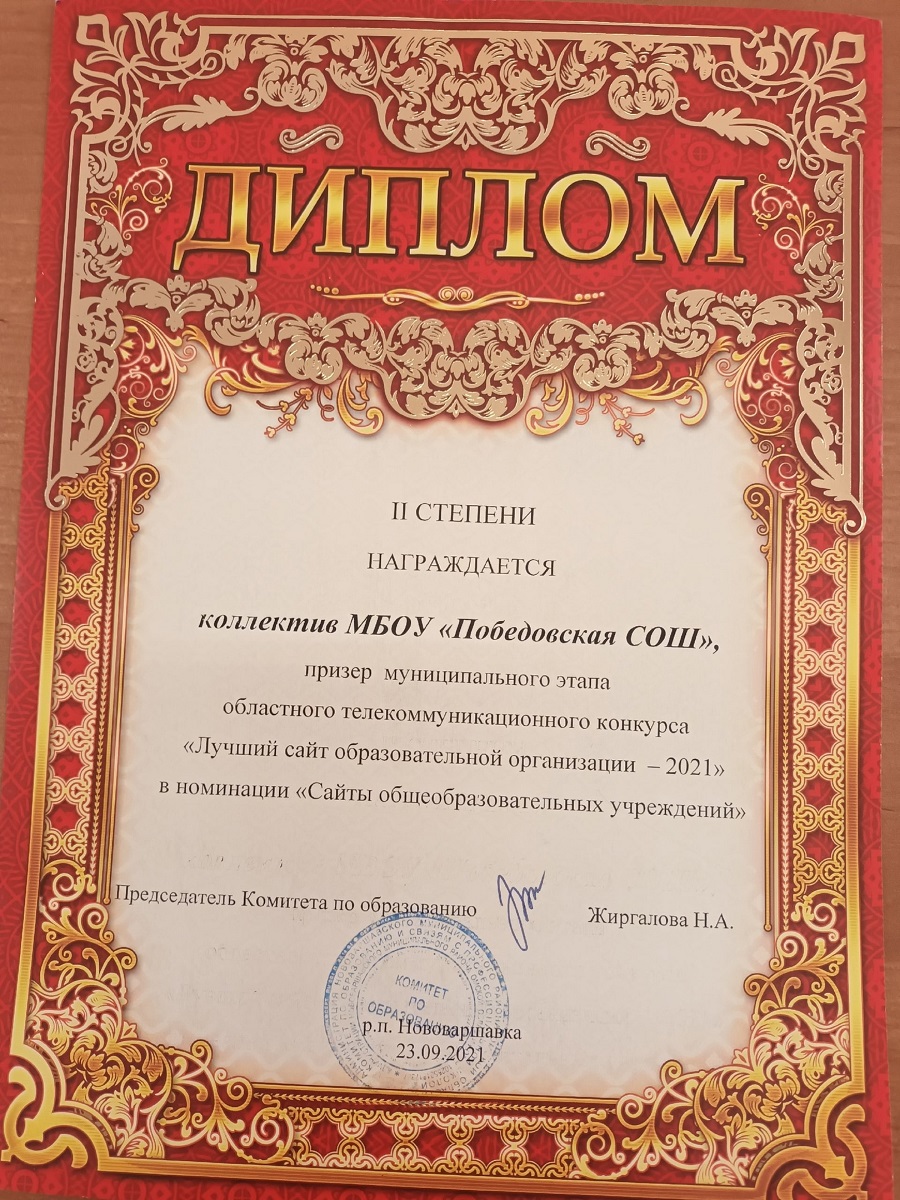 ДИПЛОМ
II СТЕПЕНИ
НАГРАЖДАЕТСЯ
коллектив МБОУ «Победовская СОШ»,
призер муниципального этапа
областного телекоммуникационного конкурса
«Лучший сайт образовательной организации – 2021»
в номинации «Сайты общеобразовательных учреждений»
Председатель Комитета по образованию
Жиргалова Н.А.
КОМИТЕТ
ПО
ОБРАЗОВАНИЮ
р.п. Нововаршавка
23.09.2021